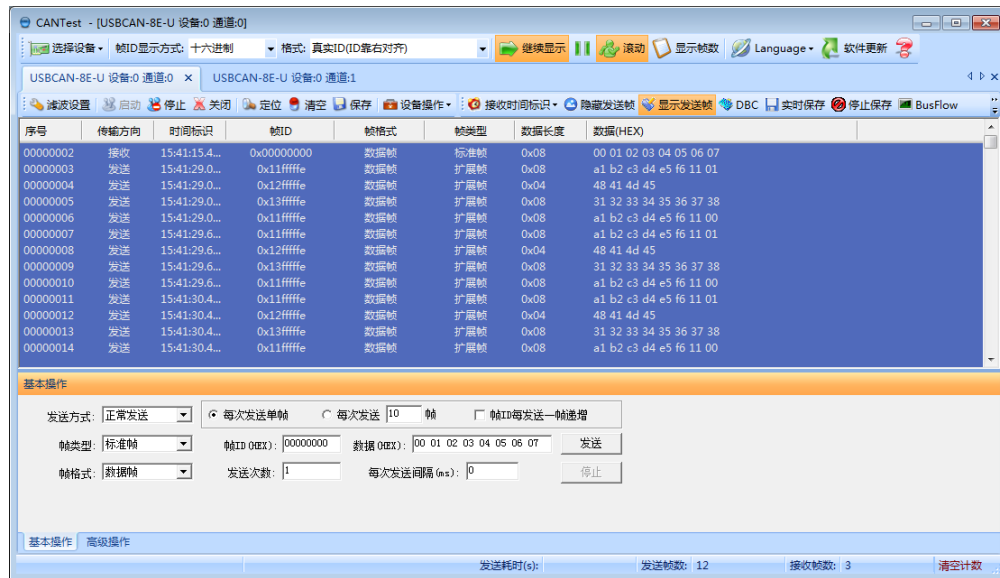 CANTest - [USBCAN-8E-U 设备:0 通道:0]
选择设备 帧ID显示方式: 十六进制 格式: 真实ID(ID靠右对齐) 继续显示 滚动 显示帧数 Language 软件更新
USBCAN-8E-U 设备:0 通道:0 × USBCAN-8E-U 设备:0 通道:1
滤波设置 启动 停止 关闭 定位 清空 保存 设备操作 接收时间标识 隐藏发送帧 显示发送帧 DBC 实时保存 停止保存 BusFlow
序号 传输方向 时间标识 帧ID 帧格式 帧类型 数据长度 数据(HEX)
00000002 接收 15:41:15.4... 0x00000000 数据帧 标准帧 0x08 00 01 02 03 04 05 06 07
00000003 发送 15:41:29.0... 0x11fffffe 数据帧 扩展帧 0x08 a1 b2 c3 d4 e5 f6 11 01
00000004 发送 15:41:29.0... 0x12fffffe 数据帧 扩展帧 0x04 48 41 4d 45
00000005 发送 15:41:29.0... 0x13fffffe 数据帧 扩展帧 0x08 31 32 33 34 35 36 37 38
00000006 发送 15:41:29.0... 0x11fffffe 数据帧 扩展帧 0x08 a1 b2 c3 d4 e5 f6 11 00
00000007 发送 15:41:29.6... 0x11fffffe 数据帧 扩展帧 0x08 a1 b2 c3 d4 e5 f6 11 01
00000008 发送 15:41:29.6... 0x12fffffe 数据帧 扩展帧 0x04 48 41 4d 45
00000009 发送 15:41:29.6... 0x13fffffe 数据帧 扩展帧 0x08 31 32 33 34 35 36 37 38
00000010 发送 15:41:29.6... 0x11fffffe 数据帧 扩展帧 0x08 a1 b2 c3 d4 e5 f6 11 00
00000011 发送 15:41:30.4... 0x11fffffe 数据帧 扩展帧 0x08 a1 b2 c3 d4 e5 f6 11 01
00000012 发送 15:41:30.4... 0x12fffffe 数据帧 扩展帧 0x04 48 41 4d 45
00000013 发送 15:41:30.4... 0x13fffffe 数据帧 扩展帧 0x08 31 32 33 34 35 36 37 38
00000014 发送 15:41:30.4... 0x11fffffe 数据帧 扩展帧 0x08 a1 b2 c3 d4 e5 f6 11 00
基本操作
发送方式: 正常发送 每次发送单帧 每次发送 10 帧 帧ID每发送一帧递增
帧类型: 标准帧 帧ID(HEX): 00000000 数据(HEX): 00 01 02 03 04 05 06 07 发送
帧格式: 数据帧 发送次数: 1 每次发送间隔(ms): 0 停止
基本操作 高级操作
发送耗时(s): 发送帧数: 12 接收帧数: 3 清空计数